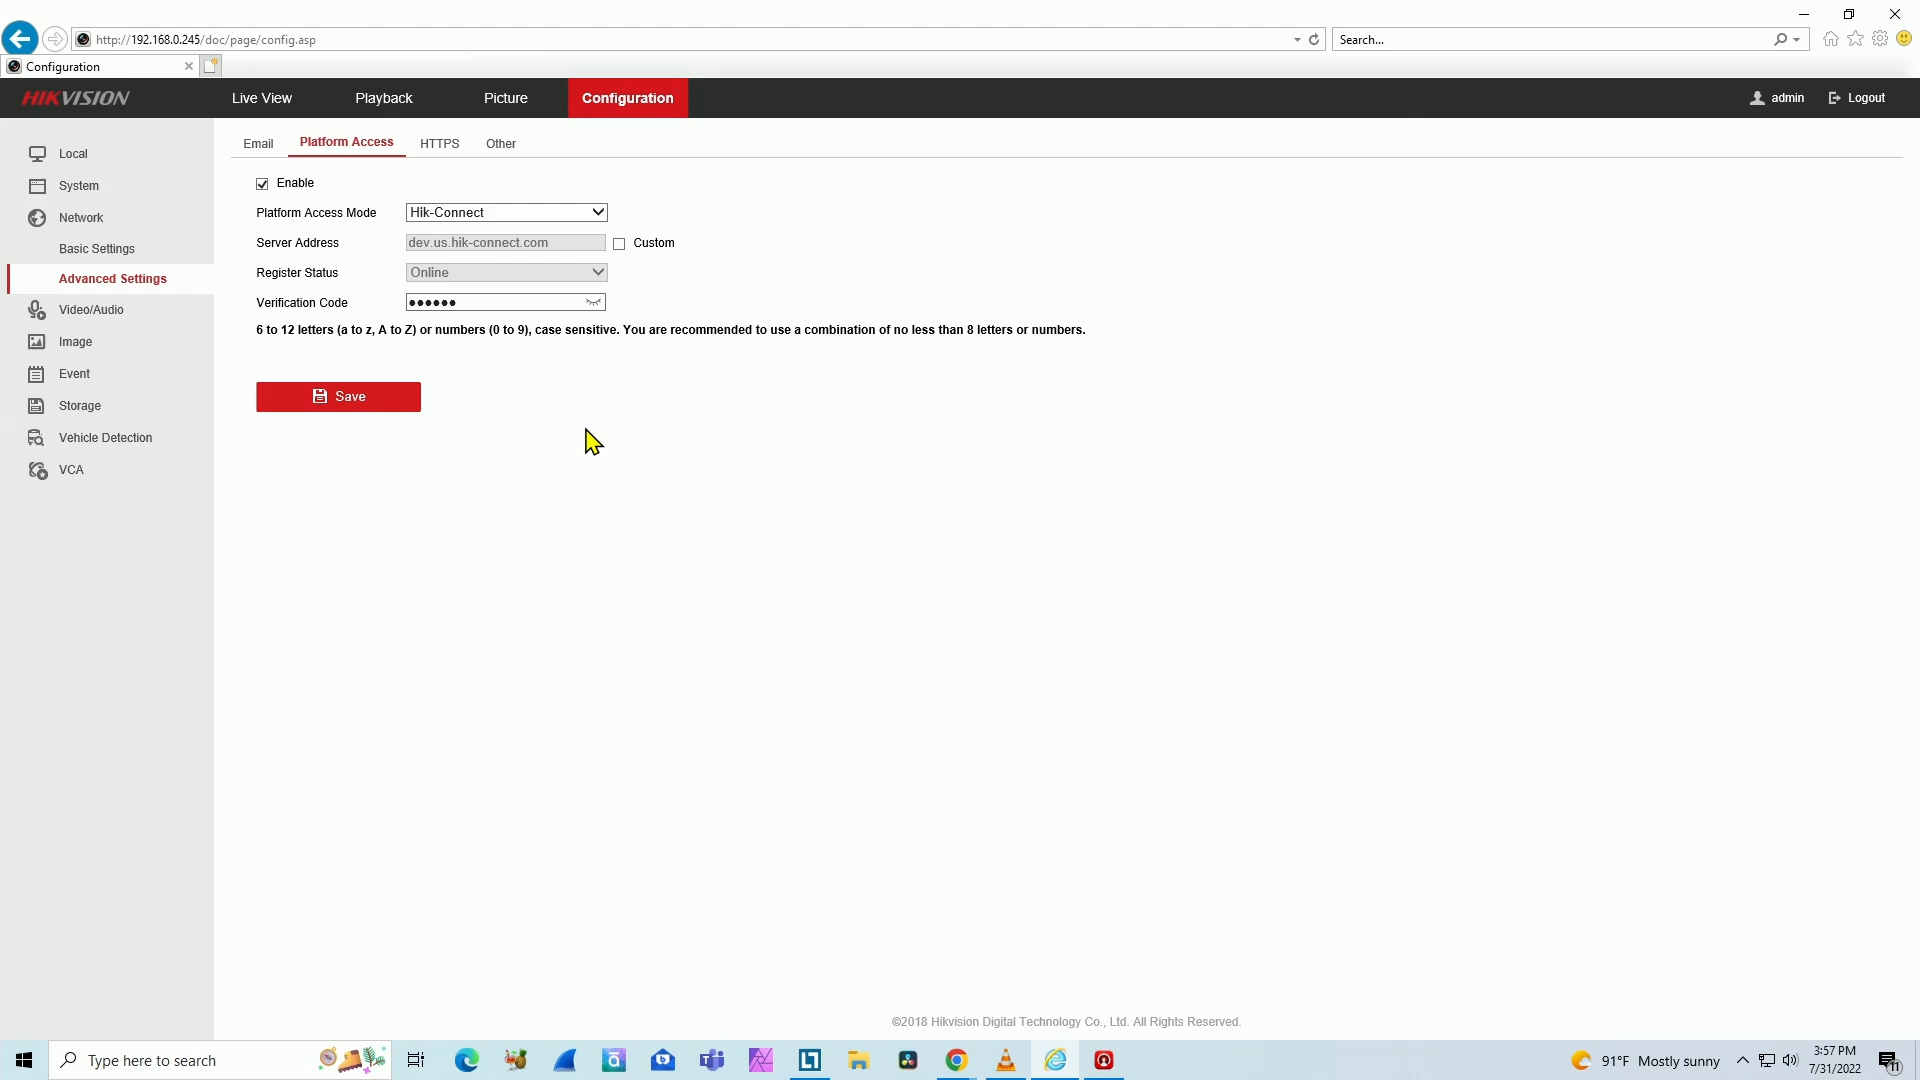 http://192.168.0.245/doc/page/config.asp
Search...
Configuration
HIKVISION
Live View
Playback
Picture
Configuration
admin
Logout
Local
System
Network
Basic Settings
Advanced Settings
Video/Audio
Image
Event
Storage
Vehicle Detection
VCA
Email
Platform Access
HTTPS
Other
Enable
Platform Access Mode
Hik-Connect
Server Address
dev.us.hik-connect.com
Custom
Register Status
Online
Verification Code
●●●●●●
6 to 12 letters (a to z, A to Z) or numbers (0 to 9), case sensitive. You are recommended to use a combination of no less than 8 letters or numbers.
Save
©2018 Hikvision Digital Technology Co., Ltd. All Rights Reserved.
Type here to search
91°F Mostly sunny
3:57 PM
7/31/2022
11